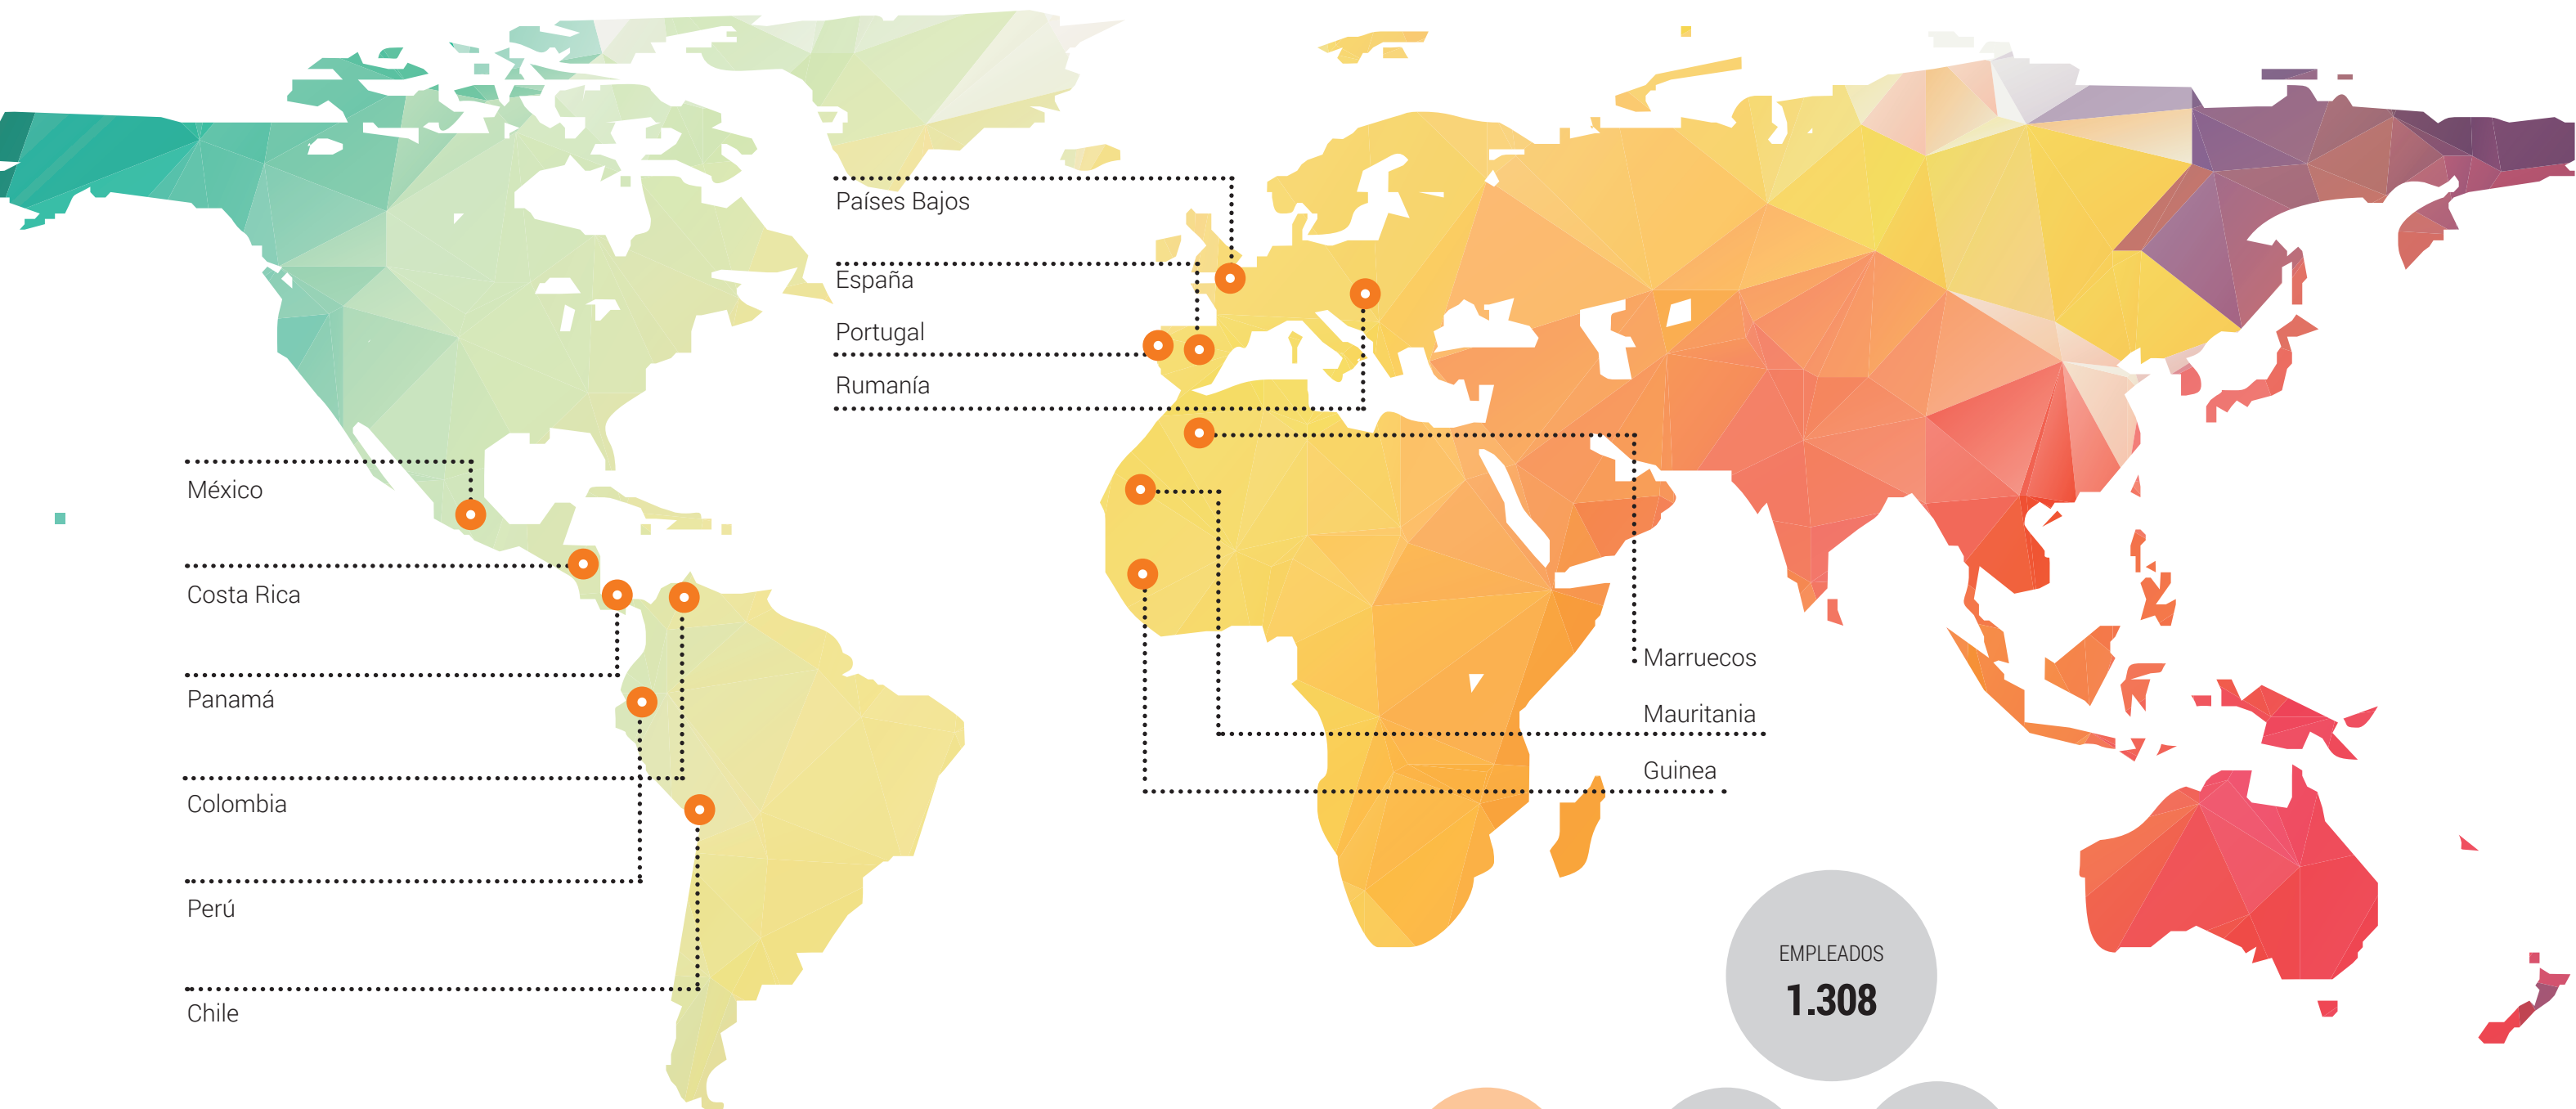 Países Bajos
España
Portugal
Rumanía
México
Costa Rica
Panamá
Colombia
Perú
Chile
Marruecos
Mauritania
Guinea
EMPLEADOS
1.308